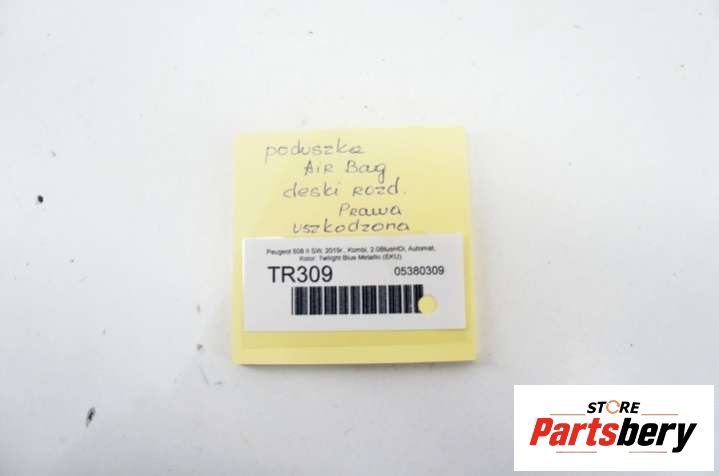 poduszka
AIR Bag
deski rozd.
Prawa
uszkodzona
Peugeot 508 II SW, 2019r., Kombi, 2.0BlueHDi, Automat,
Kolor: Twilight Blue Metallic (EKU)
TR309 05380309
STORE
Partsbery